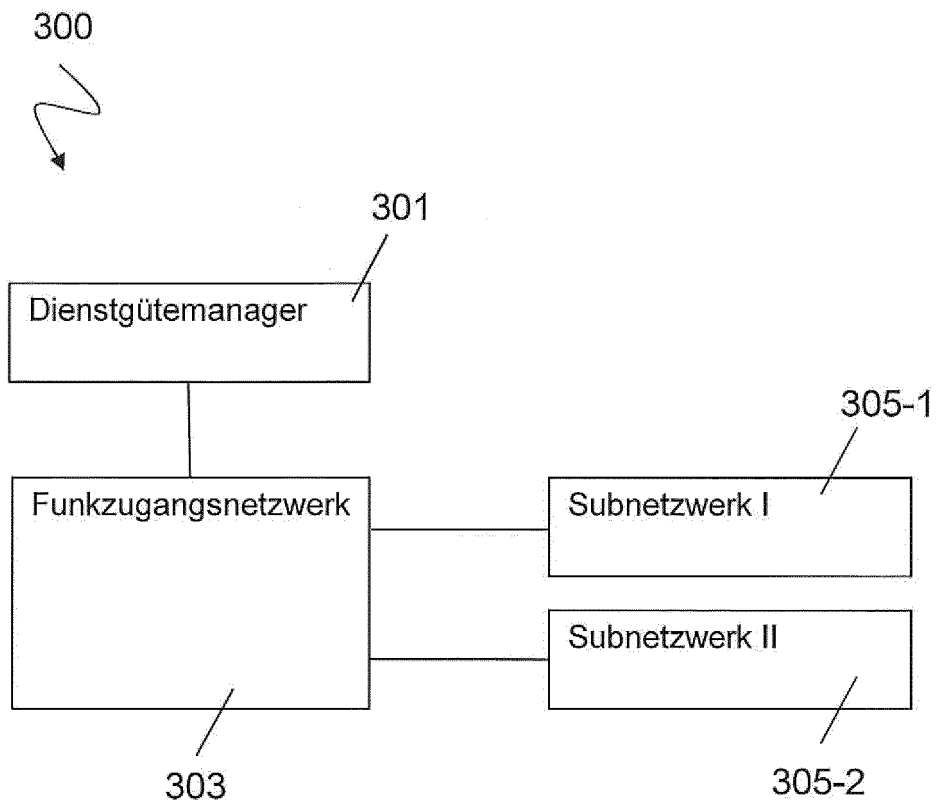 300
301
Dienstgütemanager
305-1
Funkzugangsnetzwerk
Subnetzwerk I
Subnetzwerk II
303
305-2